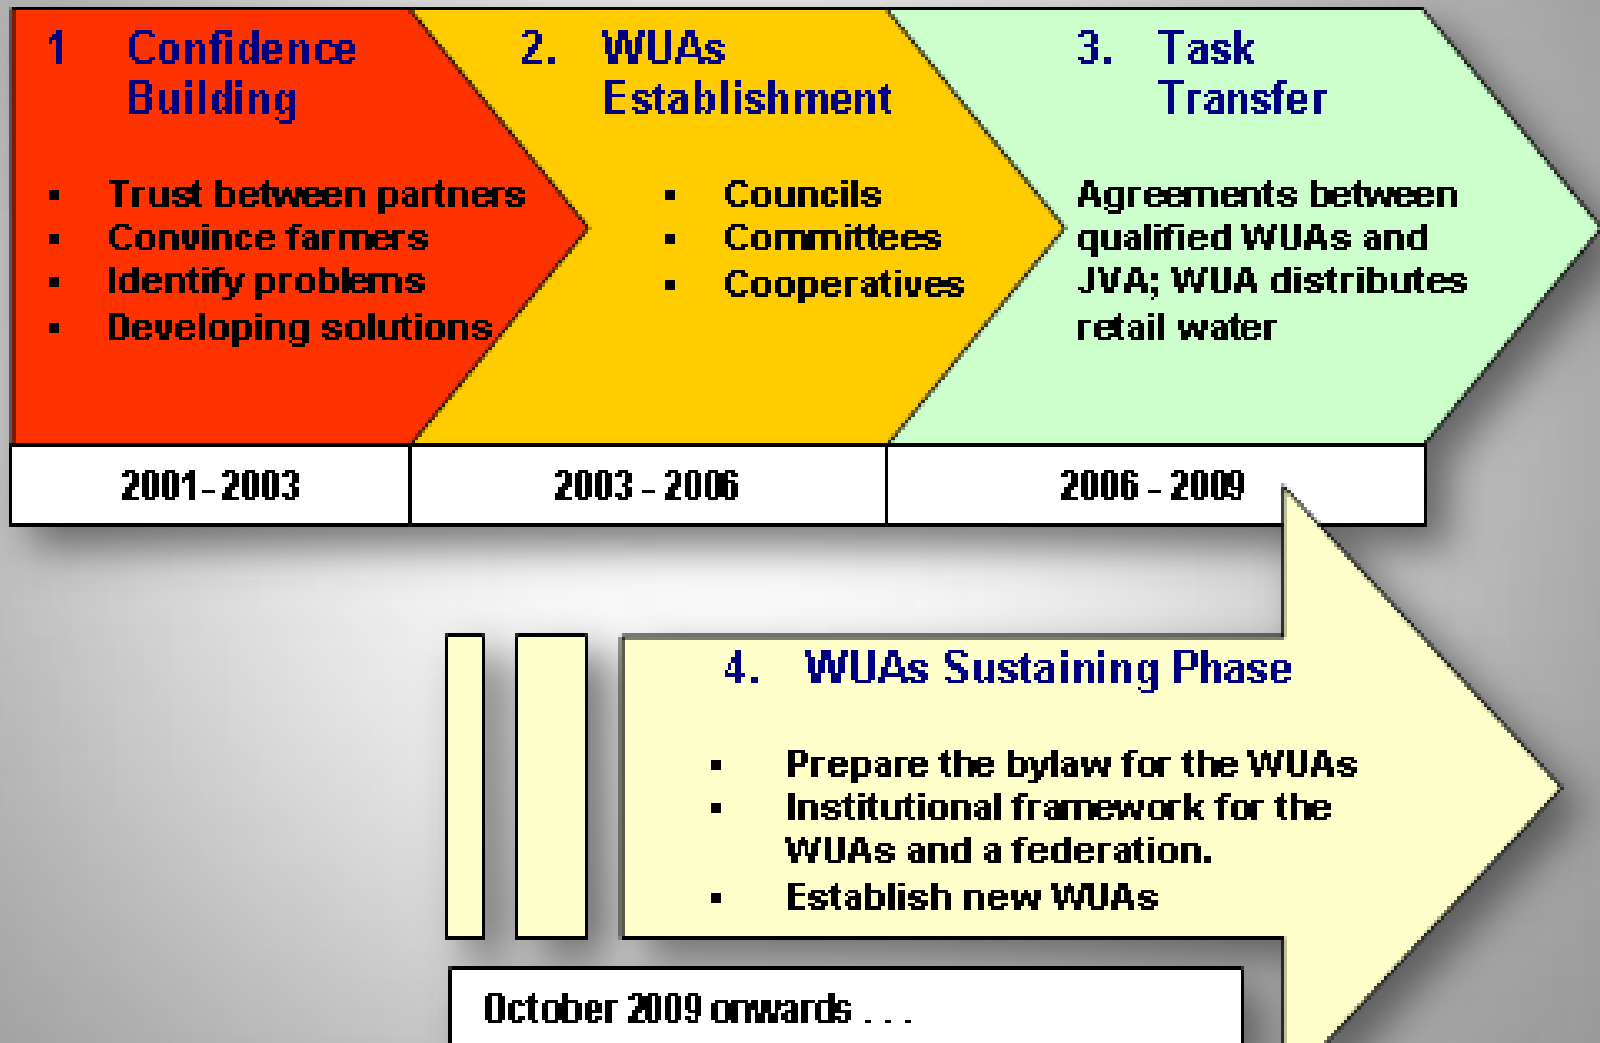 1 Confidence
Building
▪ Trust between partners
▪ Convince farmers
▪ Identify problems
▪ Developing solutions
2001-2003
2. WUAs
Establishment
▪ Councils
▪ Committees
▪ Cooperatives
2003 - 2006
3. Task
Transfer
Agreements between
qualified WUAs and
JVA; WUA distributes
retail water
2006 - 2009
4. WUAs Sustaining Phase
▪ Prepare the bylaw for the WUAs
▪ Institutional framework for the
WUAs and a federation.
▪ Establish new WUAs
October 2009 onwards . . .